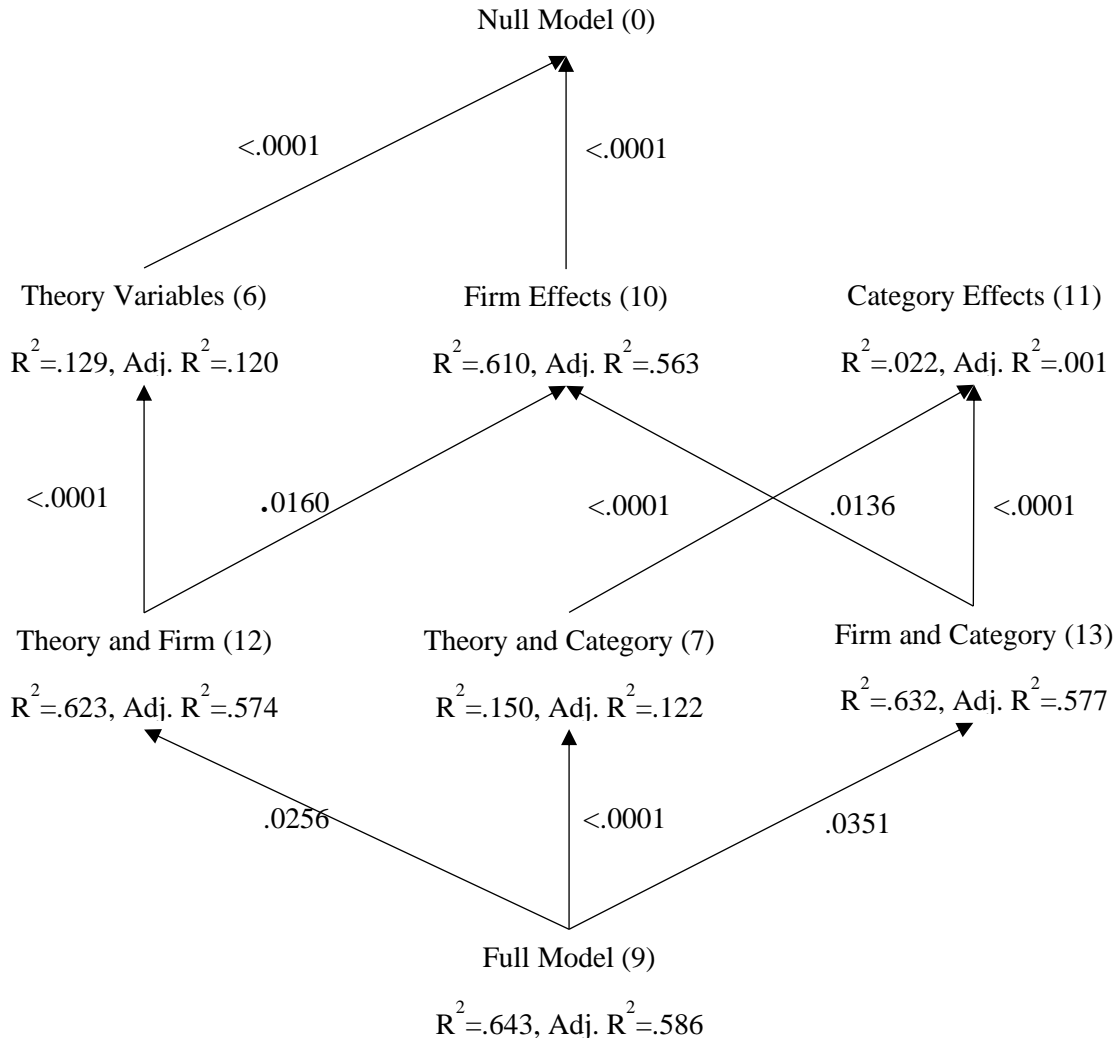 Null Model (0)
<.0001 <.0001
Theory Variables (6) Firm Effects (10) Category Effects (11)
R²=.129, Adj. R²=.120 R²=.610, Adj. R²=.563 R²=.022, Adj. R²=.001
<.0001 .0160 <.0001 .0136 <.0001
Theory and Firm (12) Theory and Category (7) Firm and Category (13)
R²=.623, Adj. R²=.574 R²=.150, Adj. R²=.122 R²=.632, Adj. R²=.577
.0256 <.0001 .0351
Full Model (9)
R²=.643, Adj. R²=.586